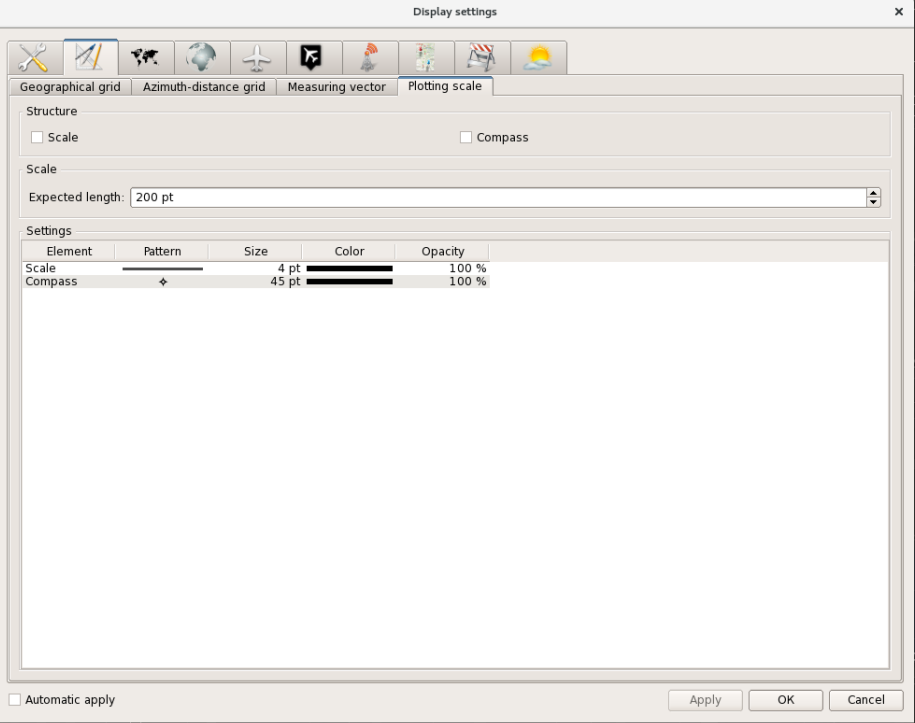 Display settings
Geographical grid Azimuth-distance grid Measuring vector Plotting scale
Structure
Scale Compass
Scale
Expected length: 200 pt
Settings
Element Pattern Size Color Opacity
Scale 4 pt 100 %
Compass 45 pt 100 %
Automatic apply Apply OK Cancel